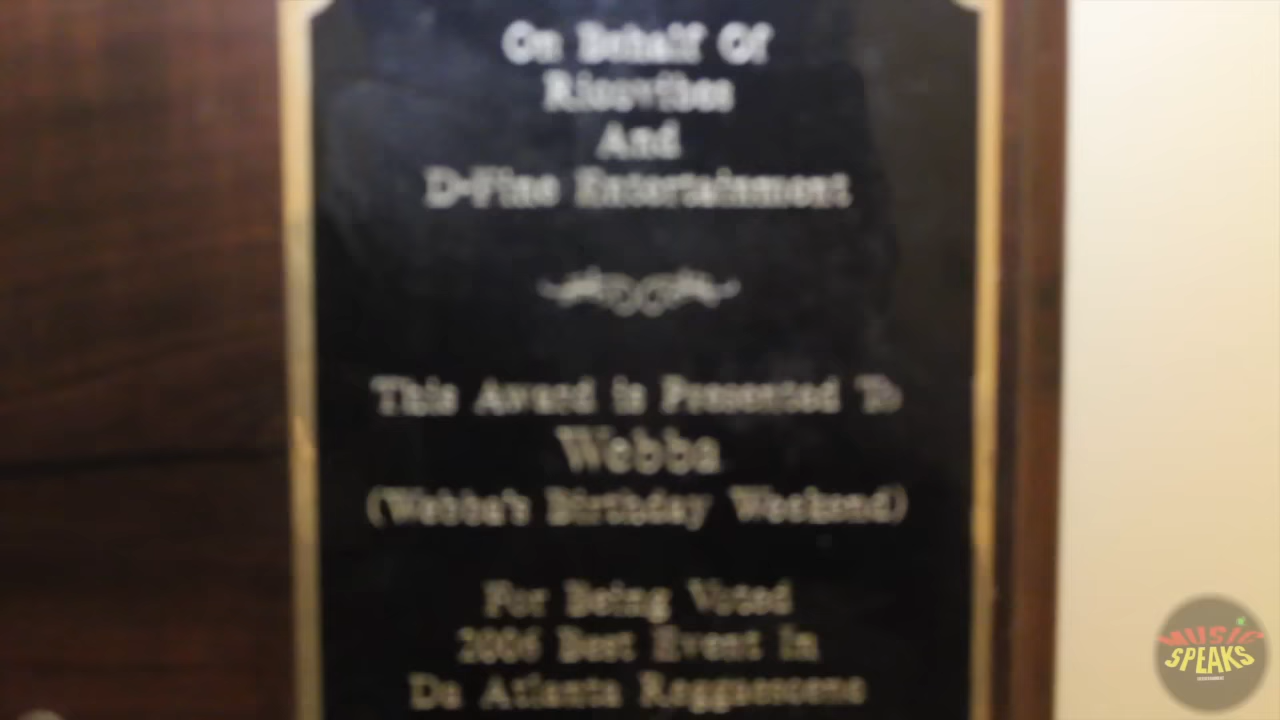 On Behalf Of
Ricovibes
And
D-Fine Entertainment
This Award is Presented To
Webba
(Webba's Birthday Weekend)
For Being Voted
2006 Best Event In
Da Atlanta Reggaescene
MUSIC
SPEAKS